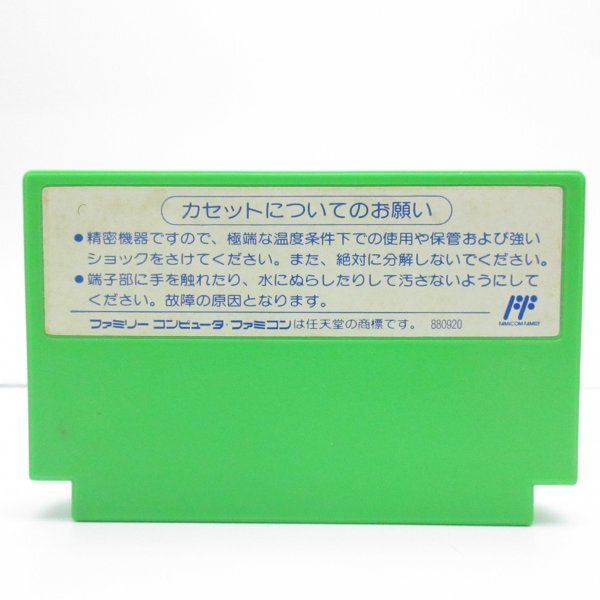 カセットについてのお願い
●精密機器ですので、極端な温度条件下での使用や保管および強い
ショックをさけてください。また、絶対に分解しないでください。
●端子部に手を触れたり、水にぬらしたりして汚さないようにして
ください。故障の原因となります。
ファミリー コンピュータ・ファミコンは任天堂の商標です。 880920
FAMICOM FAMILY